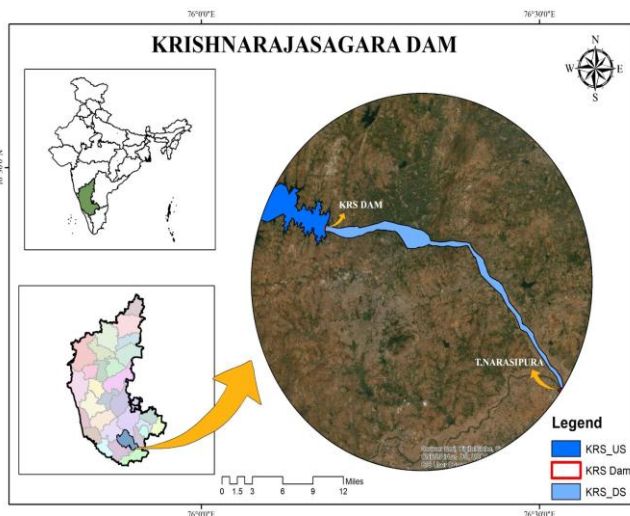 76°0'0"E
76°30'0"E
KRISHNARAJASAGARA DAM
N
W E
S
KRS DAM
T.NARASIPURA
Legend
KRS_US
KRS Dam
KRS_DS
Miles
0 1.5 3 6 9 12
76°0'0"E
76°30'0"E